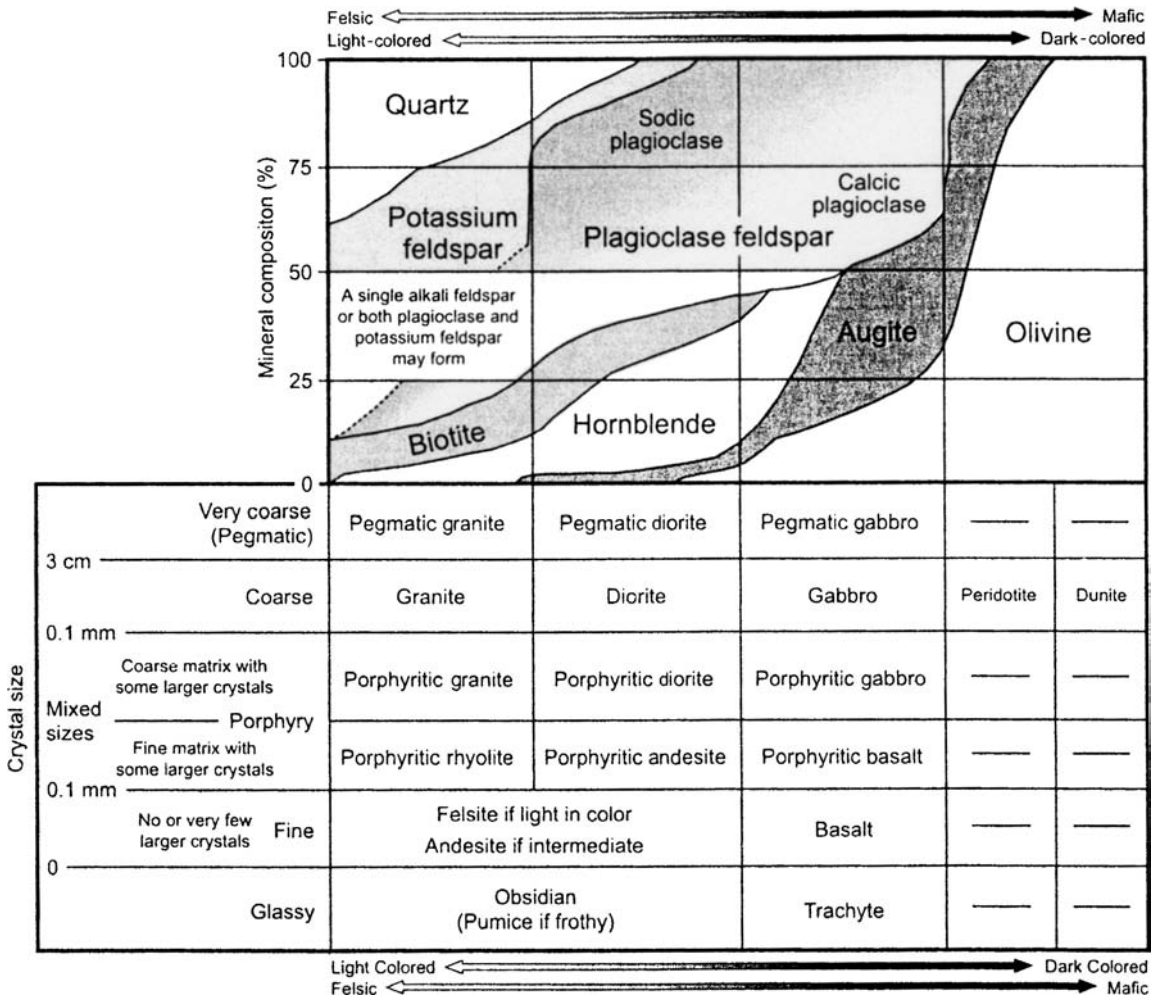 Felsic Mafic
Light-colored Dark-colored
Mineral compositon (%)
100
75
50
25
0
Quartz
Sodic
plagioclase
Calcic
plagioclase
Potassium
feldspar
Plagioclase feldspar
A single alkali feldspar
or both plagioclase and
potassium feldspar
may form
Augite
Olivine
Biotite
Hornblende
Crystal size
Very coarse
(Pegmatic)
Pegmatic granite
Pegmatic diorite
Pegmatic gabbro
3 cm
Coarse
Granite
Diorite
Gabbro
Peridotite
Dunite
0.1 mm
Mixed
sizes
Coarse matrix with
some larger crystals
Porphyritic granite
Porphyritic diorite
Porphyritic gabbro
Porphyry
Fine matrix with
some larger crystals
Porphyritic rhyolite
Porphyritic andesite
Porphyritic basalt
0.1 mm
No or very few
larger crystals
Fine
Felsite if light in color
Andesite if intermediate
Basalt
0
Glassy
Obsidian
(Pumice if frothy)
Trachyte
Light Colored Dark Colored
Felsic Mafic